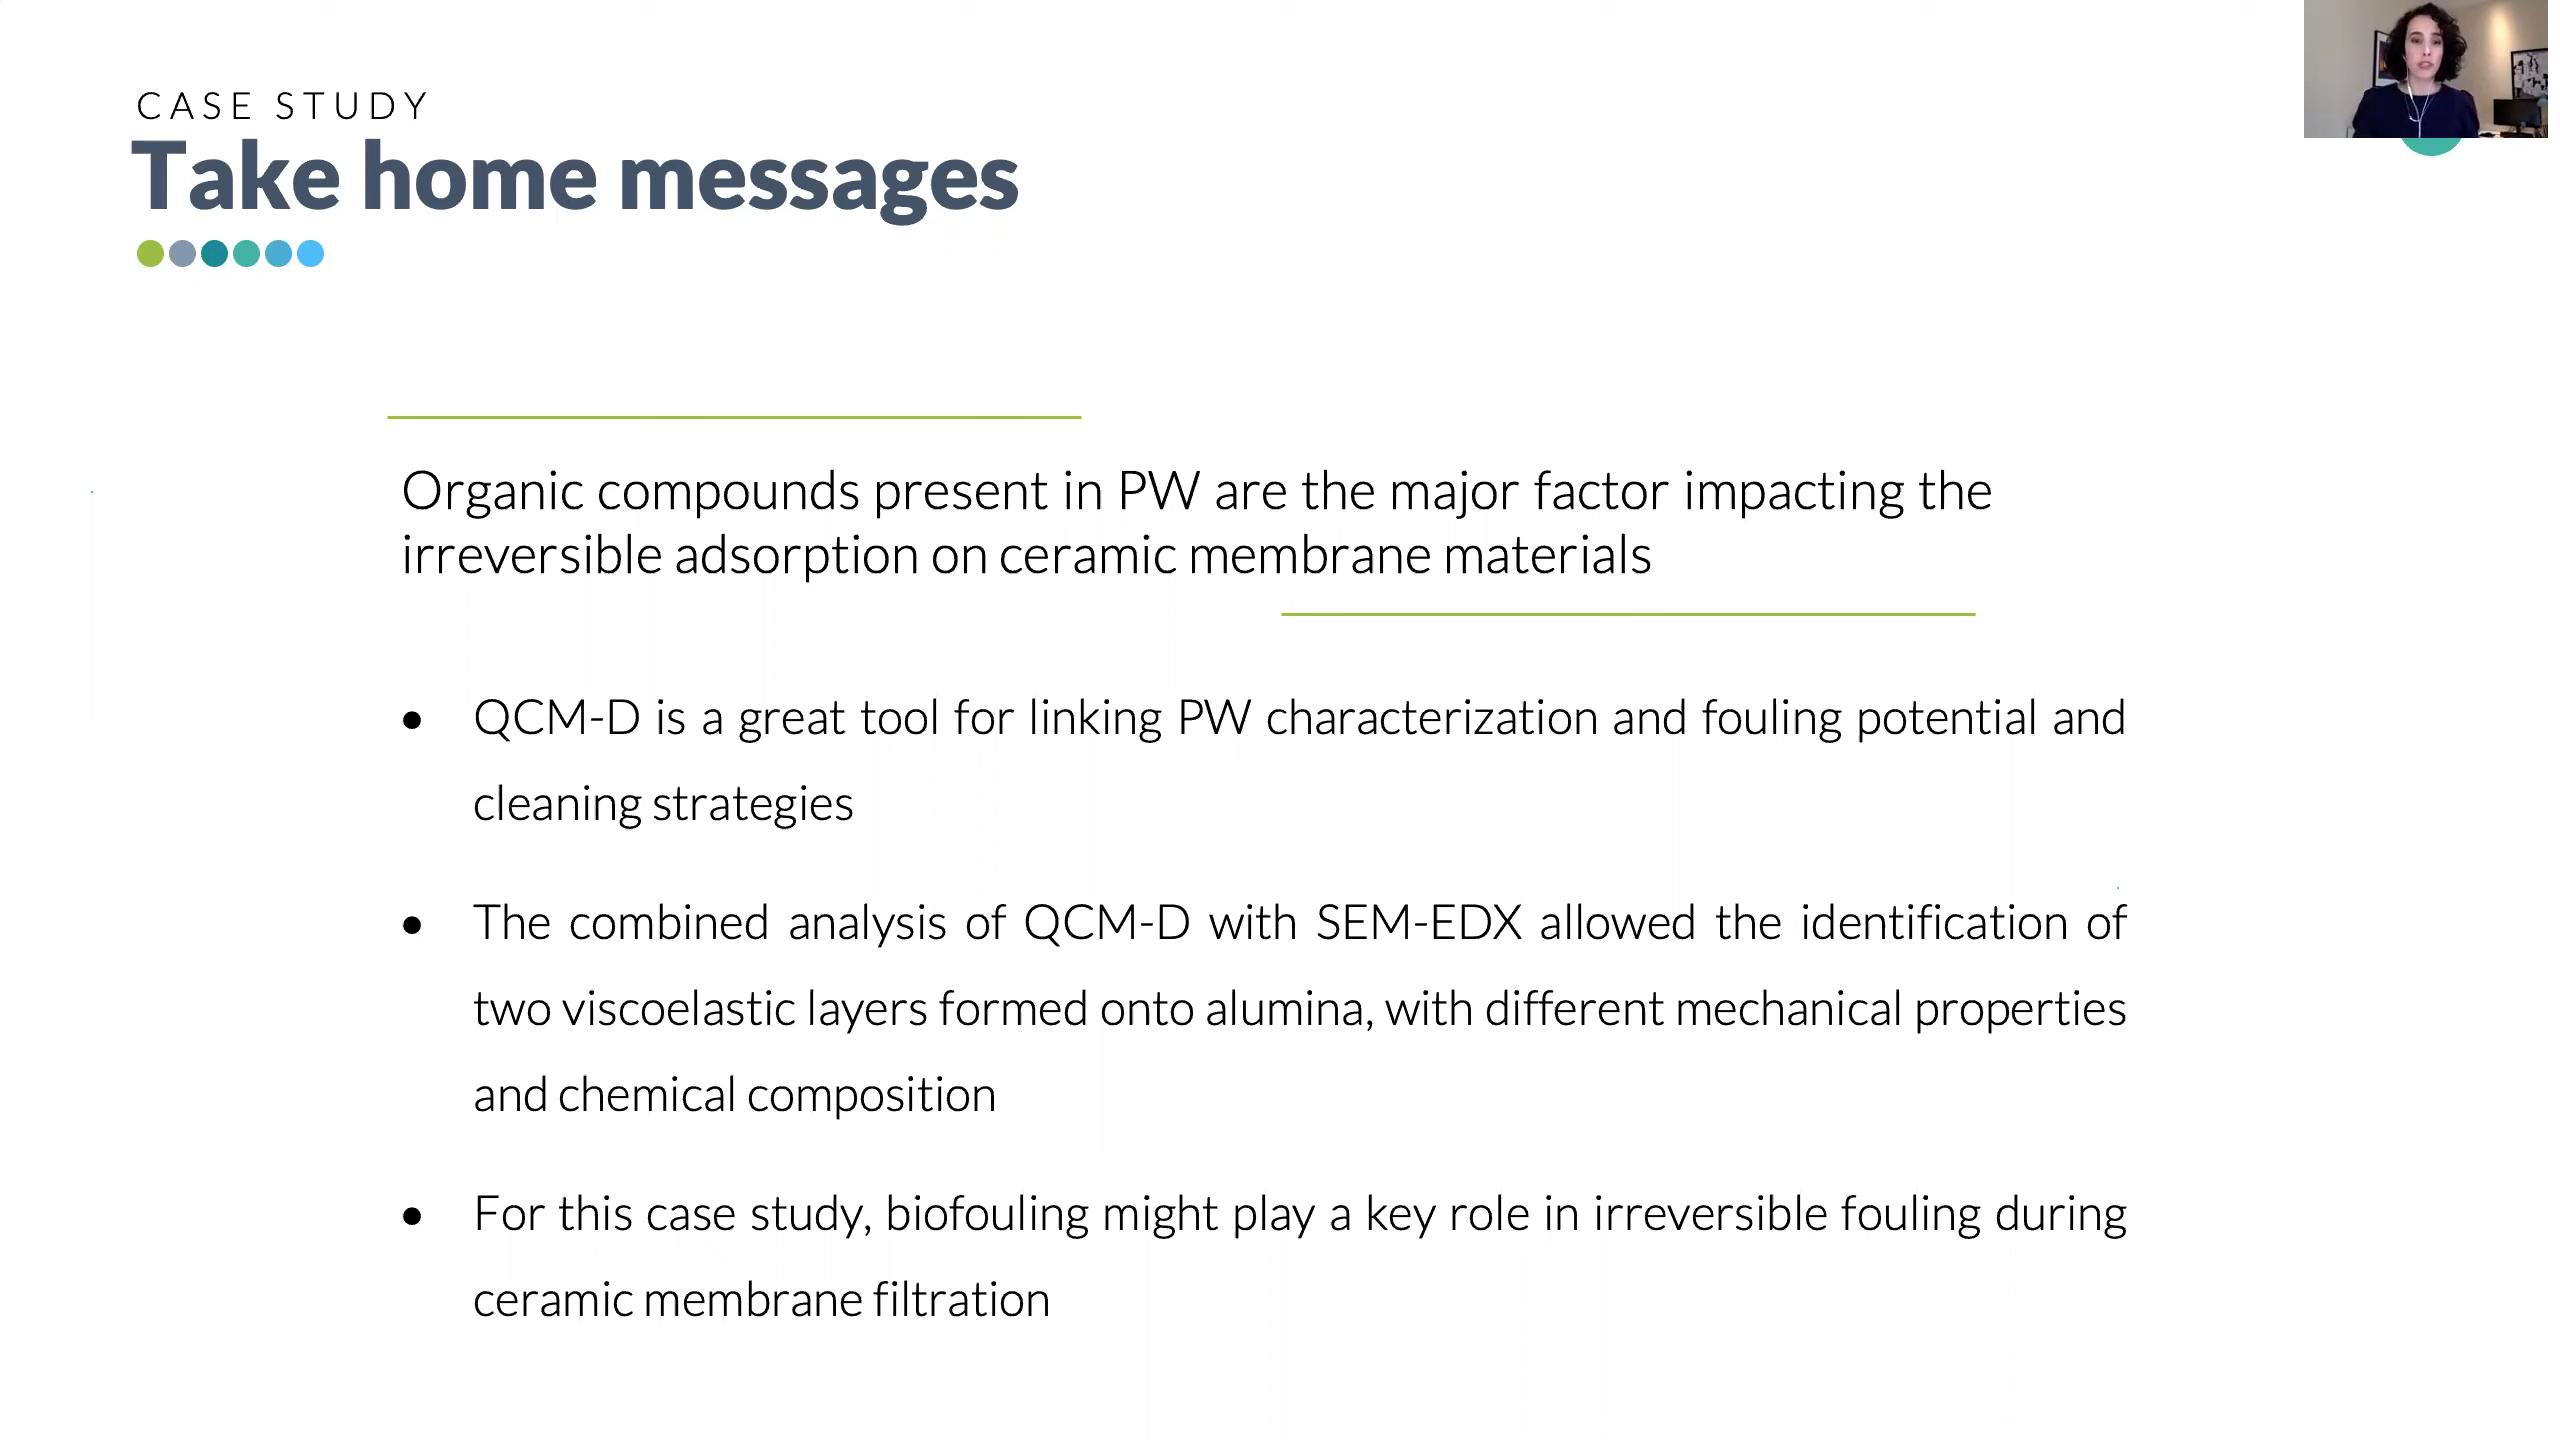 CASE STUDY
Take home messages
Organic compounds present in PW are the major factor impacting the
irreversible adsorption on ceramic membrane materials
• QCM-D is a great tool for linking PW characterization and fouling potential and
cleaning strategies
• The combined analysis of QCM-D with SEM-EDX allowed the identification of
two viscoelastic layers formed onto alumina, with different mechanical properties
and chemical composition
• For this case study, biofouling might play a key role in irreversible fouling during
ceramic membrane filtration